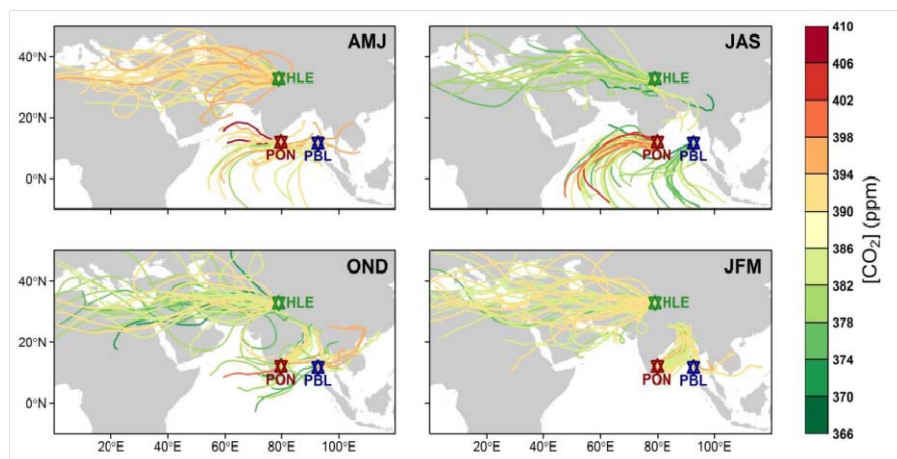 AMJ
JAS
40°N
20°N
0°N
HLE
PON
PBL
HLE
PON
PBL
OND
JFM
40°N
20°N
0°N
HLE
PON
PBL
HLE
PON
PBL
20°E 60°E 80°E 100°E
20°E 60°E 80°E 100°E
410
406
402
398
394
390
386
382
378
374
370
366
[CO₂] (ppm)